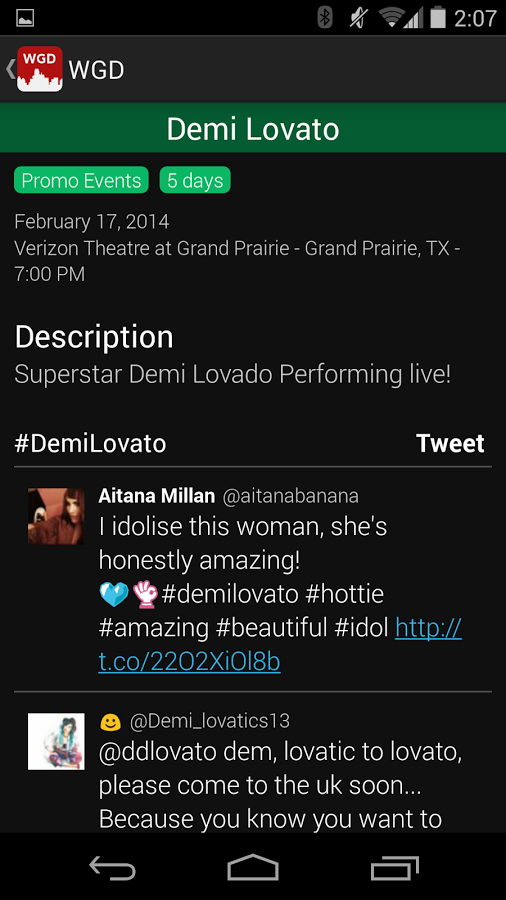 2:07
WGD
WGD
Demi Lovato
Promo Events 5 days
February 17, 2014
Verizon Theatre at Grand Prairie - Grand Prairie, TX -
7:00 PM
Description
Superstar Demi Lovado Performing live!
#DemiLovato Tweet
Aitana Millan @aitanabanana
I idolise this woman, she's
honestly amazing!
💎👌#demilovato #hottie
#amazing #beautiful #idol http://
t.co/22O2XiOl8b
😃 @Demi_lovatics13
@ddlovato dem, lovatic to lovato,
please come to the uk soon...
Because you know you want to